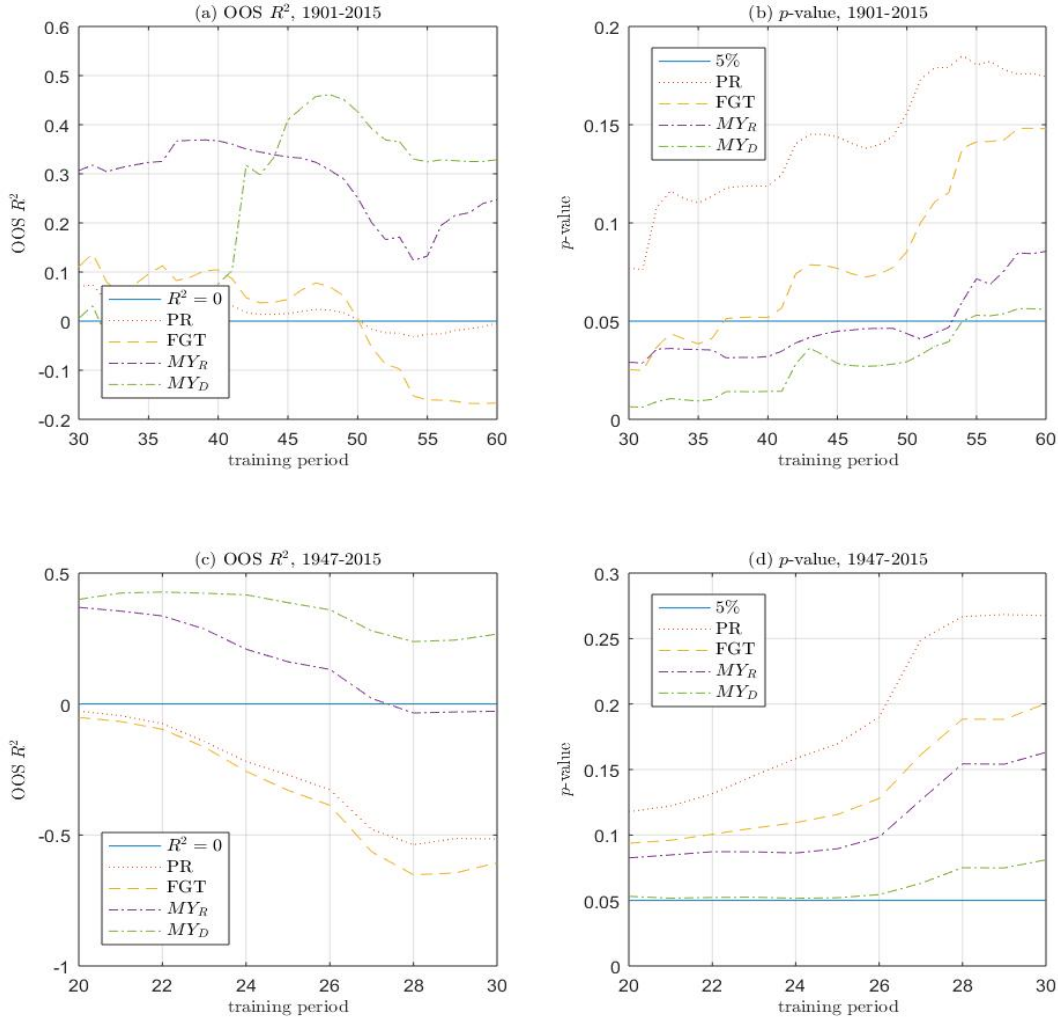 (a) OOS R², 1901-2015
0.6
0.5
0.4
0.3
0.2
0.1
0
-0.1
-0.2
OOS R²
R² = 0
PR
FGT
MY_R
MY_D
30 35 40 45 50 55 60
training period
(b) p-value, 1901-2015
0.2
0.15
0.1
0.05
0
p-value
5%
PR
FGT
MY_R
MY_D
30 35 40 45 50 55 60
training period
(c) OOS R², 1947-2015
0.5
0
-0.5
-1
OOS R²
R² = 0
PR
FGT
MY_R
MY_D
20 22 24 26 28 30
training period
(d) p-value, 1947-2015
0.3
0.25
0.2
0.15
0.1
0.05
0
p-value
5%
PR
FGT
MY_R
MY_D
20 22 24 26 28 30
training period